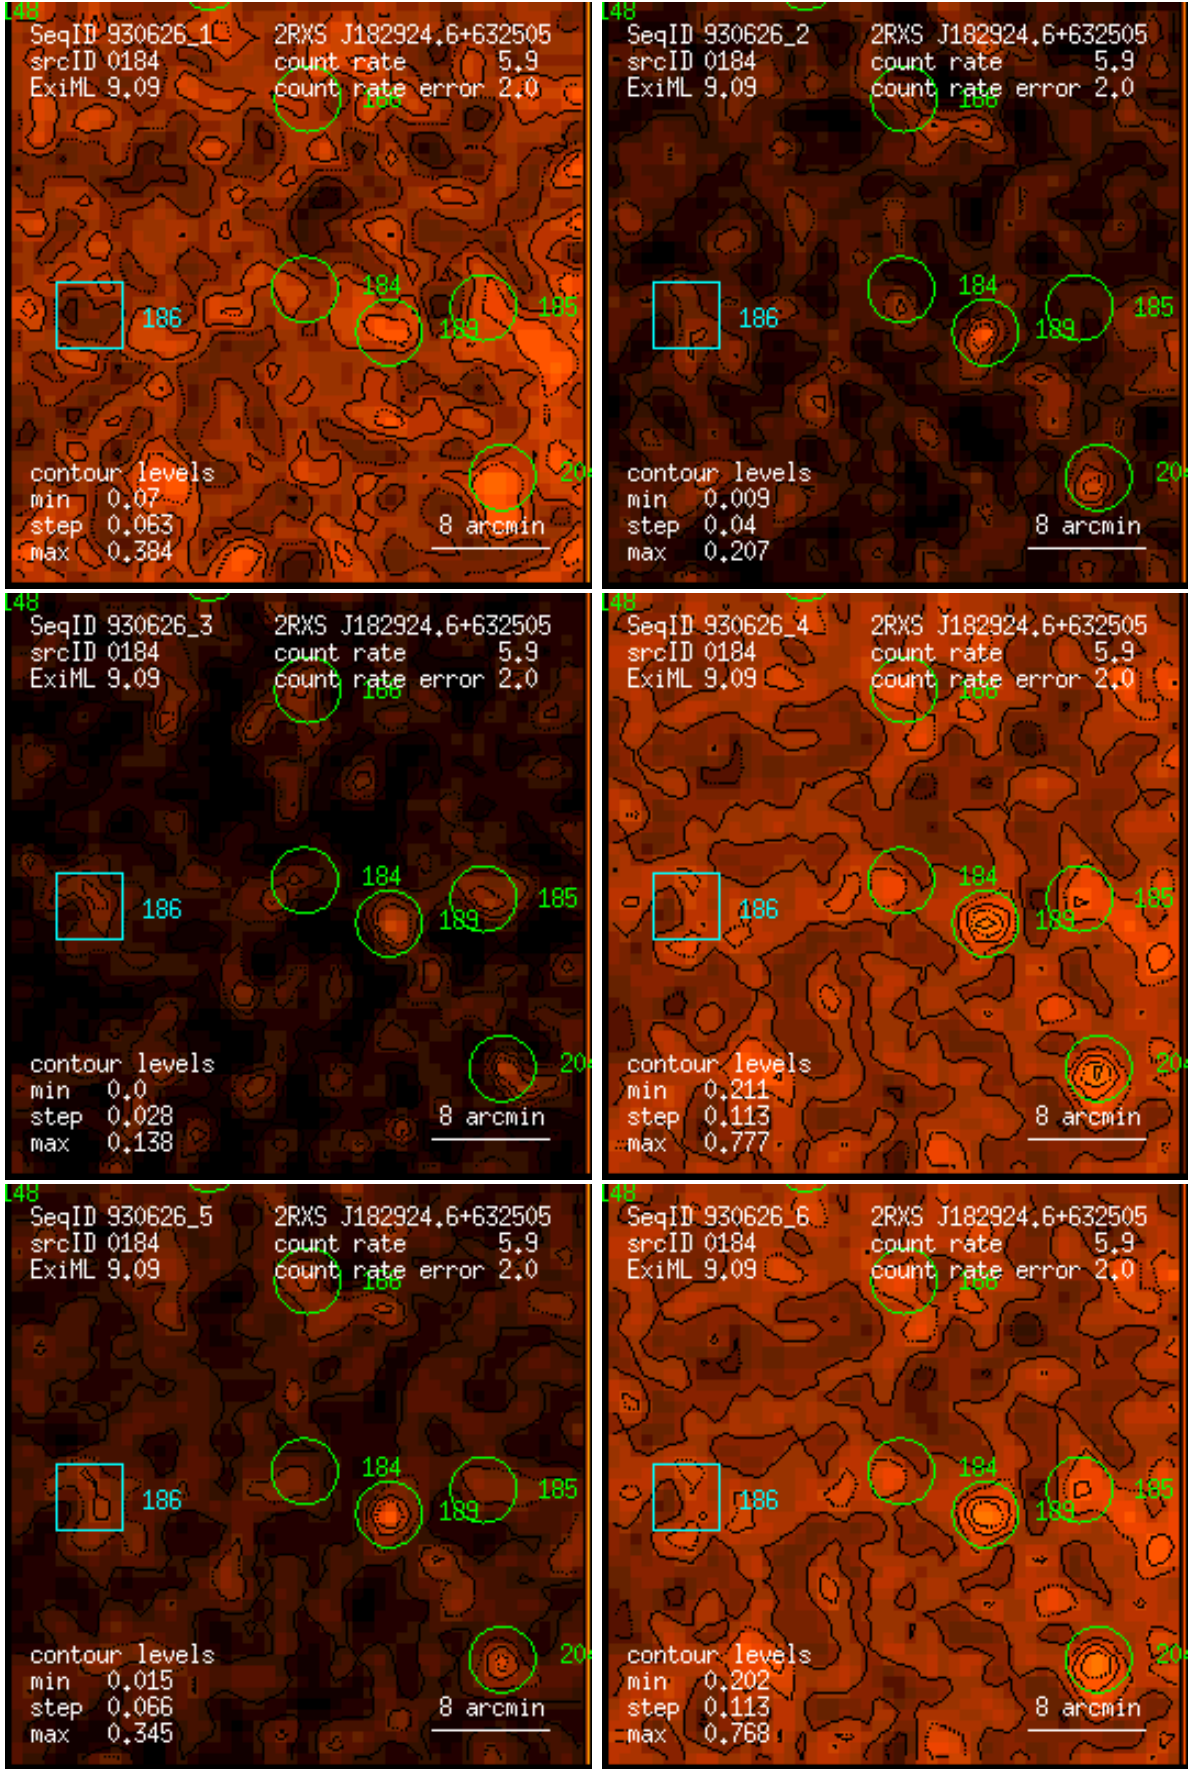 148
SeqID 930626_1 2RXS J182924.6+632505
srcID 0184 count rate 5.9
ExiML 9.09 count rate error 2.0
166
184
186 189 185
contour levels
min 0.07
204
step 0.063 8 arcmin
max 0.384
148
SeqID 930626_2 2RXS J182924.6+632505
srcID 0184 count rate 5.9
ExiML 9.09 count rate error 2.0
166
184
186 189 185
contour levels
min 0.009
204
step 0.04 8 arcmin
max 0.207
148
SeqID 930626_3 2RXS J182924.6+632505
srcID 0184 count rate 5.9
ExiML 9.09 count rate error 2.0
166
184
186 189 185
contour levels
min 0.0
204
step 0.028 8 arcmin
max 0.138
148
SeqID 930626_4 2RXS J182924.6+632505
srcID 0184 count rate 5.9
ExiML 9.09 count rate error 2.0
166
184
186 189 185
contour levels
min 0.211
204
step 0.113 8 arcmin
max 0.777
148
SeqID 930626_5 2RXS J182924.6+632505
srcID 0184 count rate 5.9
ExiML 9.09 count rate error 2.0
166
184
186 189 185
contour levels
min 0.015
204
step 0.066 8 arcmin
max 0.345
148
SeqID 930626_6 2RXS J182924.6+632505
srcID 0184 count rate 5.9
ExiML 9.09 count rate error 2.0
166
184
186 189 185
contour levels
min 0.202
204
step 0.113 8 arcmin
max 0.768